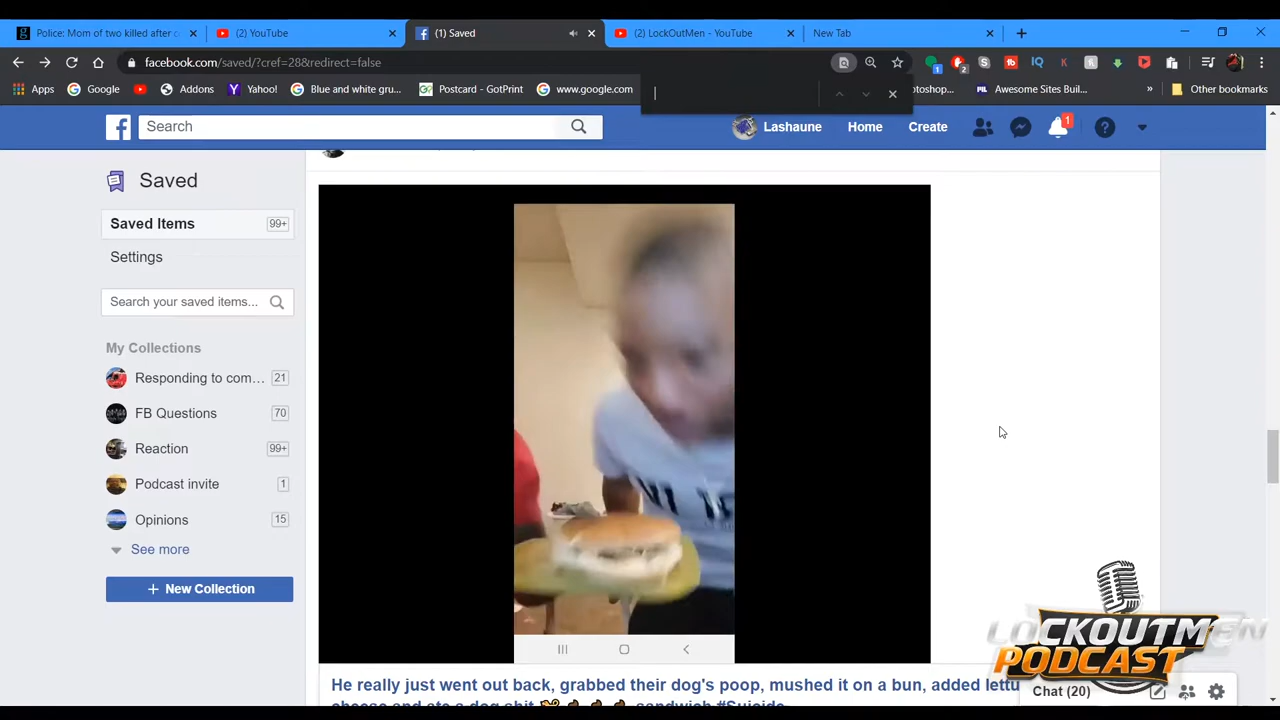 Police: Mom of two killed after o
(2) YouTube
(1) Saved
(2) LockOutMen - YouTube
New Tab
facebook.com/saved/?cref=28&redirect=false
Apps
Google
YouTube
Addons
Yahoo!
Blue and white gru...
Postcard - GotPrint
www.google.com
Awesome Sites Buil...
Other bookmarks
Search
Lashaune
Home
Create
1
Saved
Saved Items 99+
Settings
Search your saved items...
My Collections
Responding to com... 21
FB Questions 70
Reaction 99+
Podcast invite 1
Opinions 15
See more
+ New Collection
LOCKOUTMEN
PODCAST
He really just went out back, grabbed their dog's poop, mushed it on a bun, added lettu
Chat (20)
sandwich #Suicide